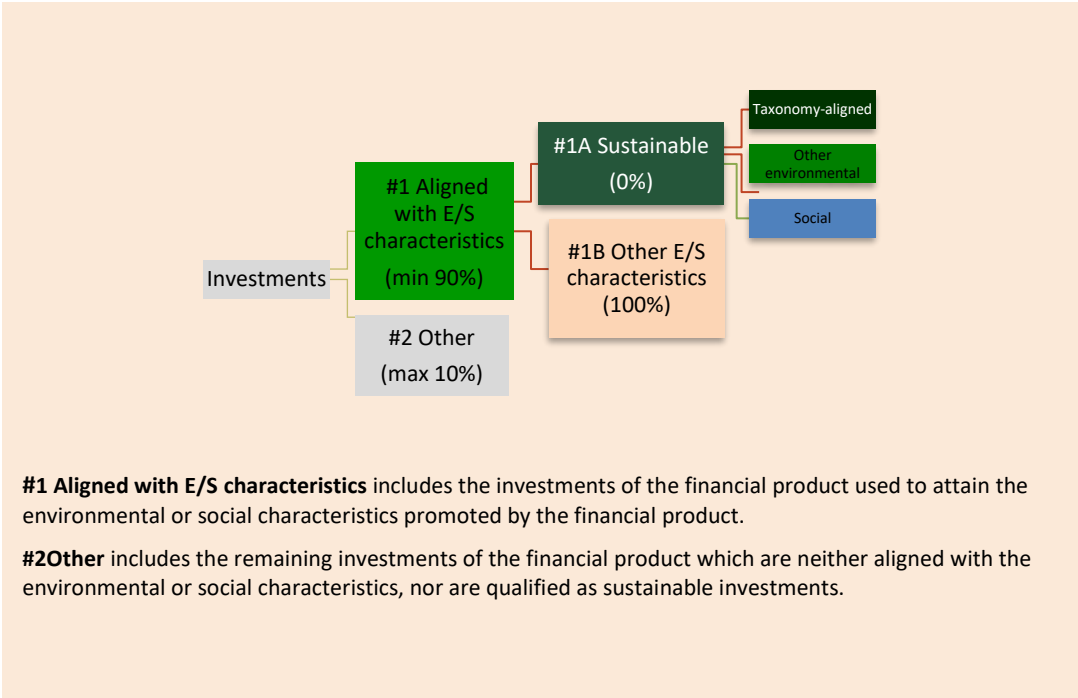 Investments
#1 Aligned
with E/S
characteristics
(min 90%)
#2 Other
(max 10%)
#1A Sustainable
(0%)
#1B Other E/S
characteristics
(100%)
Taxonomy-aligned
Other
environmental
Social
#1 Aligned with E/S characteristics includes the investments of the financial product used to attain the
environmental or social characteristics promoted by the financial product.
#2Other includes the remaining investments of the financial product which are neither aligned with the
environmental or social characteristics, nor are qualified as sustainable investments.